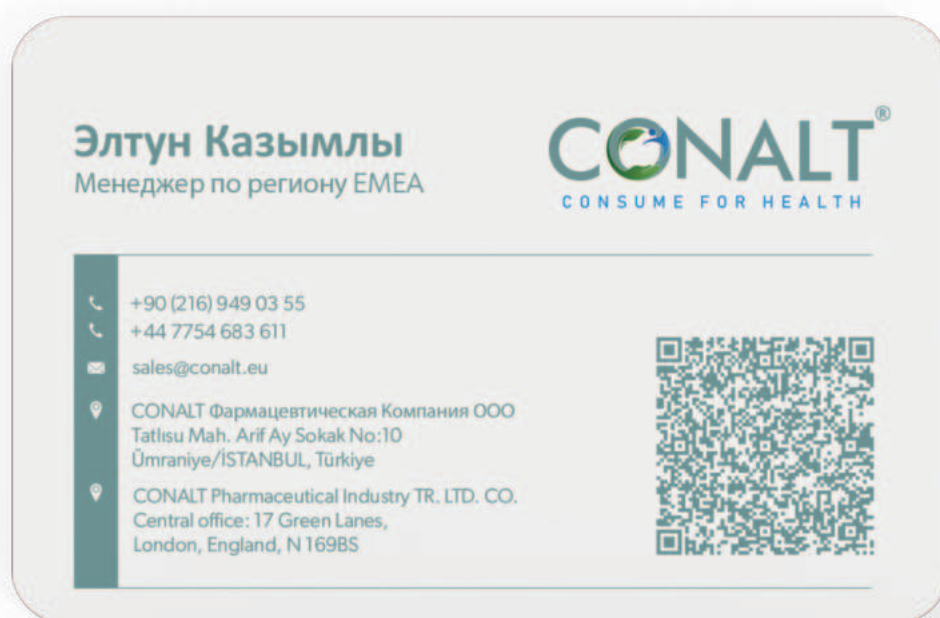 Элтун Казымлы
Менеджер по региону EMEA
CONALT®
CONSUME FOR HEALTH
+90 (216) 949 03 55
+44 7754 683 611
sales@conalt.eu
CONALT Фармацевтическая Компания ООО
Tatlısu Mah. Arif Ay Sokak No:10
Ümraniye/İSTANBUL, Türkiye
CONALT Pharmaceutical Industry TR. LTD. CO.
Central office: 17 Green Lanes,
London, England, N 169BS